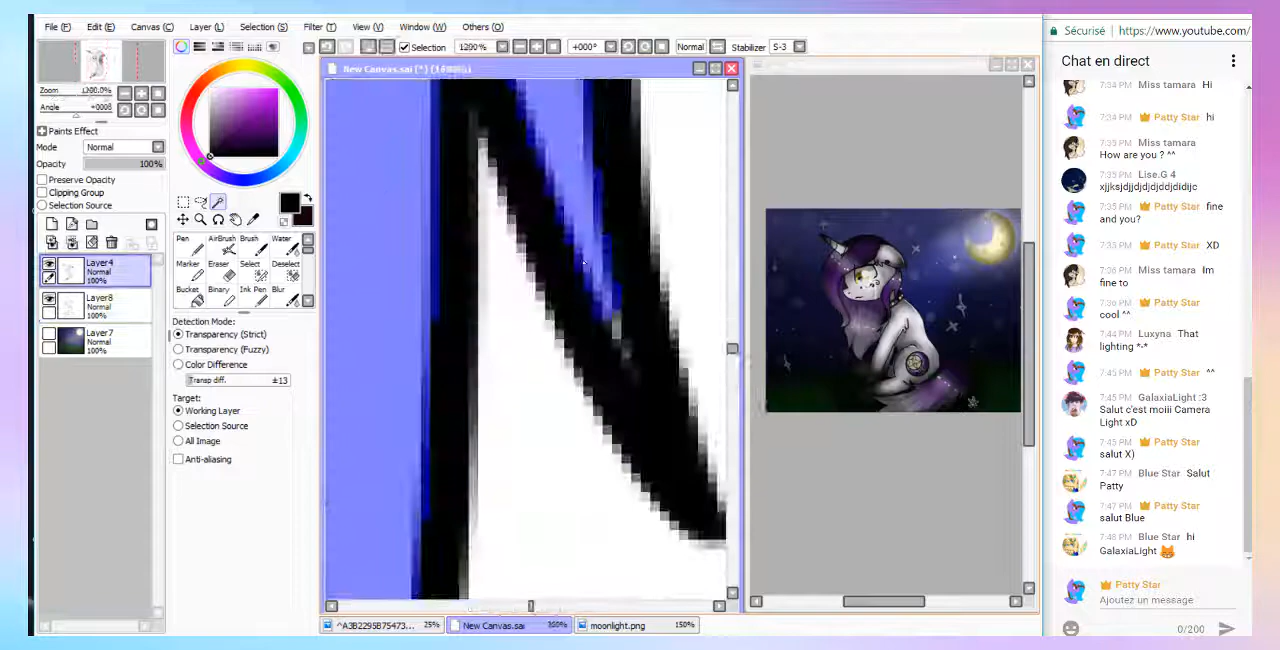 File (F) Edit (E) Canvas (C) Layer (L) Selection (S) Filter (T) View (V) Window (W) Others (O)
Selection 1200% +000° Normal Stabilizer S-3
New Canvas.sai (*)
Zoom 1200.0%
Angle +000θ
Paints Effect
Mode Normal
Opacity 100%
Preserve Opacity
Clipping Group
Selection Source
Layer4
Normal
100%
Layer8
Normal
100%
Layer7
Normal
100%
Pen AirBrush Brush Water
Marker Eraser Select Deselect
Bucket Binary Ink Pen Blur
Detection Mode:
Transparency (Strict)
Transparency (Fuzzy)
Color Difference
Transp diff. ±13
Target:
Working Layer
Selection Source
All Image
Anti-aliasing
^A3B2295B75473... 25% New Canvas.sai moonlight.png 150%
Sécurisé https://www.youtube.com/
Chat en direct
7:34 PM Miss tamara Hi
7:34 PM Patty Star hi
7:35 PM Miss tamara
How are you ? ^^
7:35 PM Lise.G 4
xjjksjdjjdjdjdjddjdidijc
7:35 PM Patty Star fine
and you?
7:35 PM Patty Star XD
7:36 PM Miss tamara Im
fine to
7:36 PM Patty Star
cool ^^
7:44 PM Luxyna That
lighting *-*
7:45 PM Patty Star ^^
7:45 PM GalaxiaLight :3
Salut c'est moiii Camera
Light xD
7:45 PM Patty Star
salut X)
7:47 PM Blue Star Salut
Patty
7:47 PM Patty Star
salut Blue
7:48 PM Blue Star hi
GalaxiaLight
Patty Star
Ajoutez un message
0/200